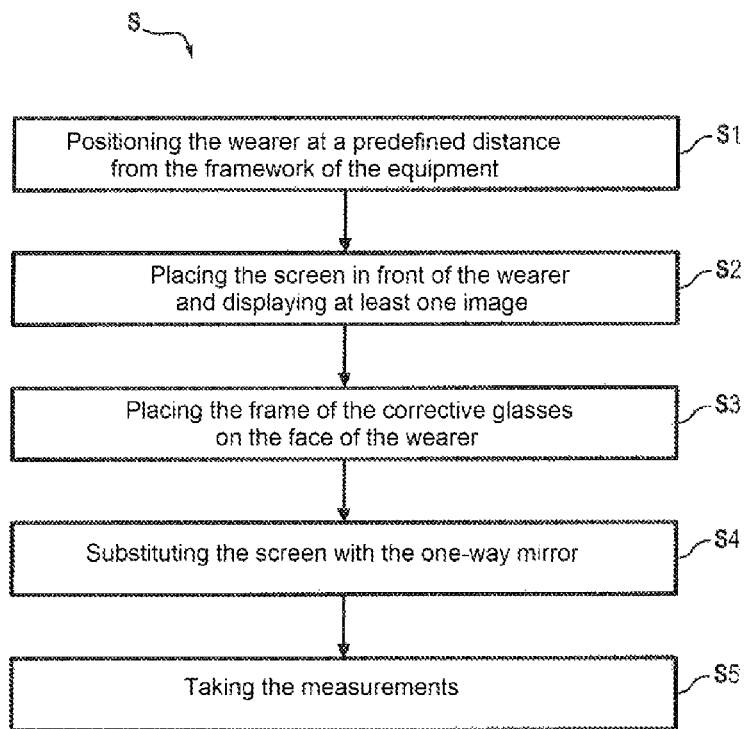 S
Positioning the wearer at a predefined distance
from the framework of the equipment
S1
Placing the screen in front of the wearer
and displaying at least one image
S2
Placing the frame of the corrective glasses
on the face of the wearer
S3
Substituting the screen with the one-way mirror
S4
Taking the measurements
S5